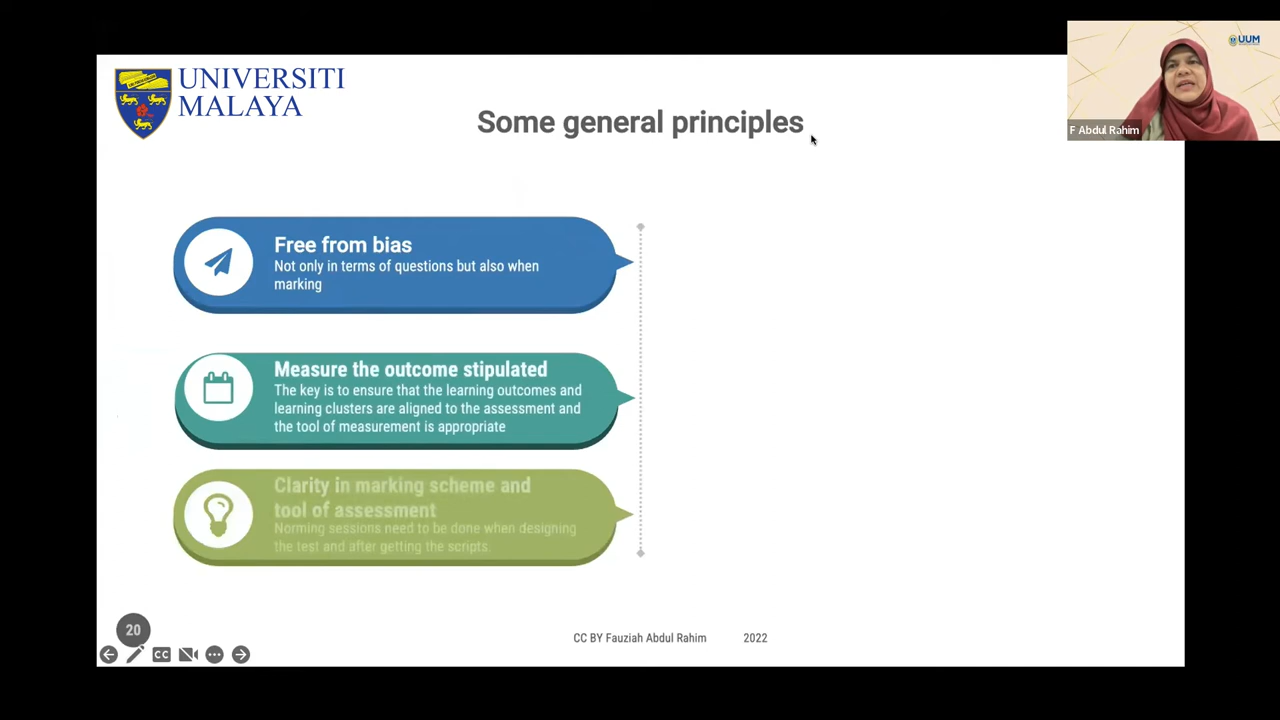 UNIVERSITI
MALAYA
UUM
F Abdul Rahim
Some general principles
Free from bias
Not only in terms of questions but also when
marking
Measure the outcome stipulated
The key is to ensure that the learning outcomes and
learning clusters are aligned to the assessment and
the tool of measurement is appropriate
Clarity in marking scheme and
tool of assessment
Norming sessions need to be done when designing
the test and after getting the scripts.
20
CC BY Fauziah Abdul Rahim 2022
CC